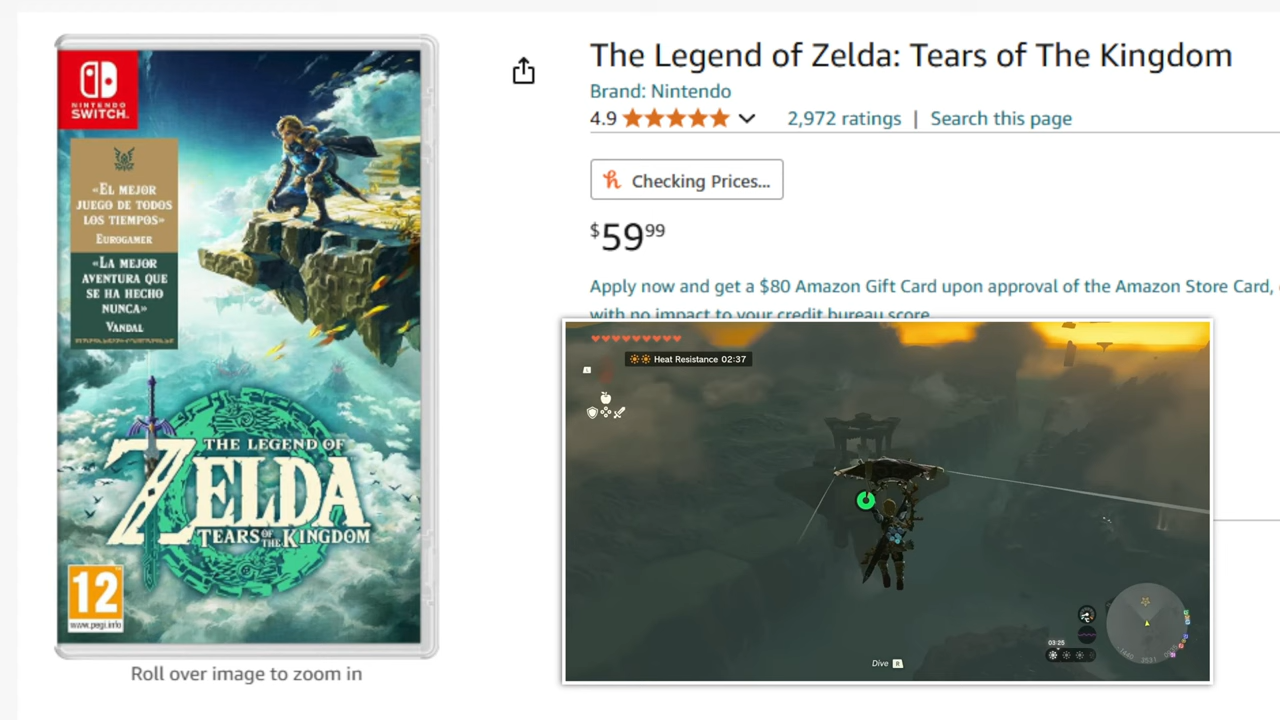 NINTENDO
SWITCH.
«EL MEJOR
JUEGO DE TODOS
LOS TIEMPOS»
EUROGAMER
«LA MEJOR
AVENTURA QUE
SE HA HECHO
NUNCA»
VANDAL
THE LEGEND OF
ZELDA
TEARS OF THE KINGDOM
12
www.pegi.info
Roll over image to zoom in
The Legend of Zelda: Tears of The Kingdom
Brand: Nintendo
4.9
2,972 ratings | Search this page
Checking Prices...
$5999
Apply now and get a $80 Amazon Gift Card upon approval of the Amazon Store Card,
with no impact to your credit bureau score
Heat Resistance 02:37
L
03:25
Dive R